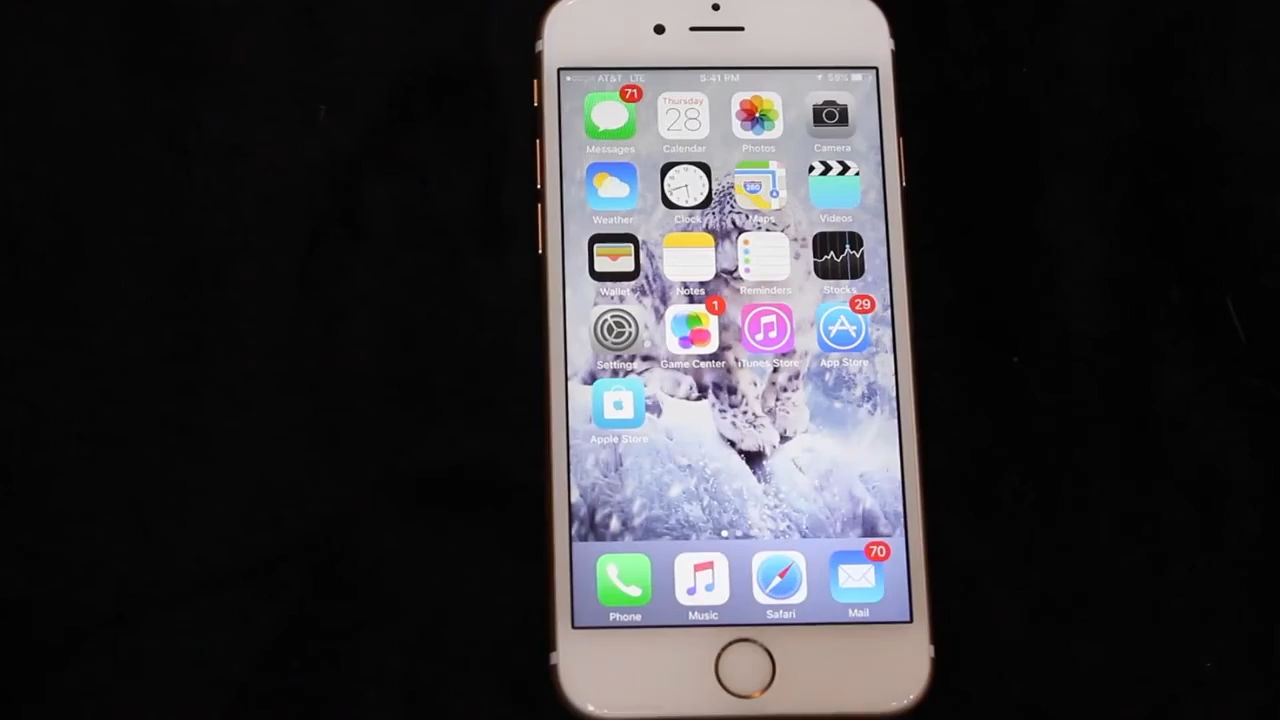 AT&T LTE 5:41 PM 58%
71
Thursday
28
Messages Calendar Photos Camera
280
Weather Clock Maps Videos
Wallet Notes Reminders Stocks
1 29
Settings Game Center iTunes Store App Store
Apple Store
70
Phone Music Safari Mail